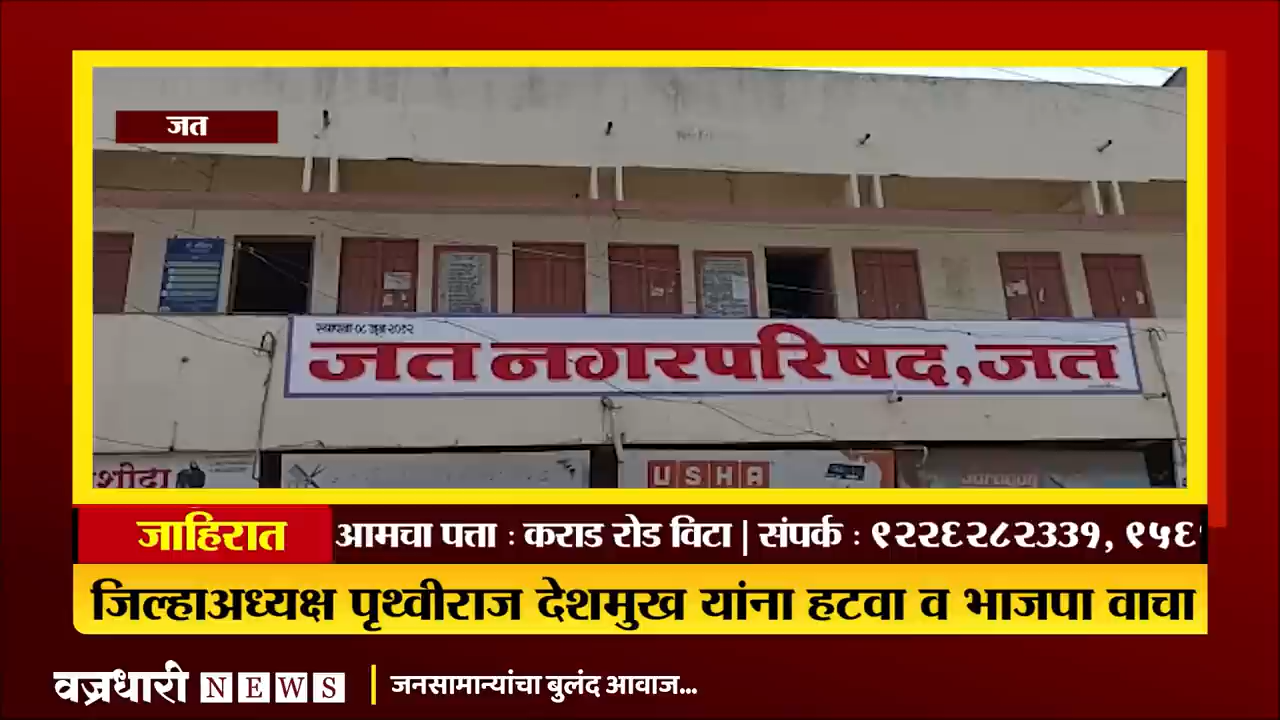 जत
स्थापना ०८ जून २०१२
जत नगरपरिषद, जत
USHA
जाहिरात
आमचा पत्ता : कराड रोड विटा | संपर्क : ९२२६२८२३३१, ९५६
जिल्हाअध्यक्ष पृथ्वीराज देशमुख यांना हटवा व भाजपा वाचा
वज्रधारी NEWS
जनसामान्यांचा बुलंद आवाज...